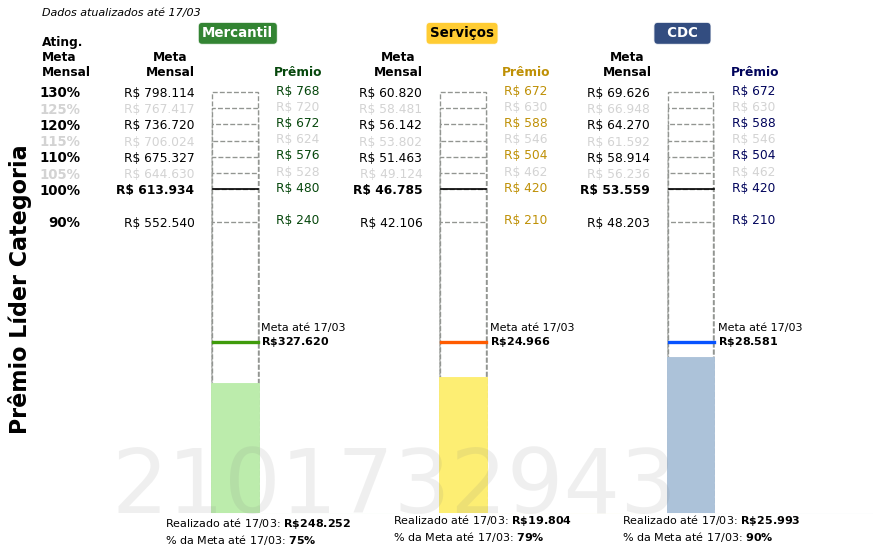 Dados atualizados até 17/03
Mercantil Serviços CDC
Ating.
Meta
Mensal
Meta
Mensal
Prêmio
Meta
Mensal
Prêmio
Meta
Mensal
Prêmio
130% R$ 798.114 R$ 768 R$ 60.820 R$ 672 R$ 69.626 R$ 672
125% R$ 767.417 R$ 720 R$ 58.481 R$ 630 R$ 66.948 R$ 630
120% R$ 736.720 R$ 672 R$ 56.142 R$ 588 R$ 64.270 R$ 588
115% R$ 706.024 R$ 624 R$ 53.802 R$ 546 R$ 61.592 R$ 546
110% R$ 675.327 R$ 576 R$ 51.463 R$ 504 R$ 58.914 R$ 504
105% R$ 644.630 R$ 528 R$ 49.124 R$ 462 R$ 56.236 R$ 462
100% R$ 613.934 R$ 480 R$ 46.785 R$ 420 R$ 53.559 R$ 420
90% R$ 552.540 R$ 240 R$ 42.106 R$ 210 R$ 48.203 R$ 210
Prêmio Líder Categoria
Meta até 17/03
R$327.620
Meta até 17/03
R$24.966
Meta até 17/03
R$28.581
2101732943
Realizado até 17/03: R$248.252
% da Meta até 17/03: 75%
Realizado até 17/03: R$19.804
% da Meta até 17/03: 79%
Realizado até 17/03: R$25.993
% da Meta até 17/03: 90%